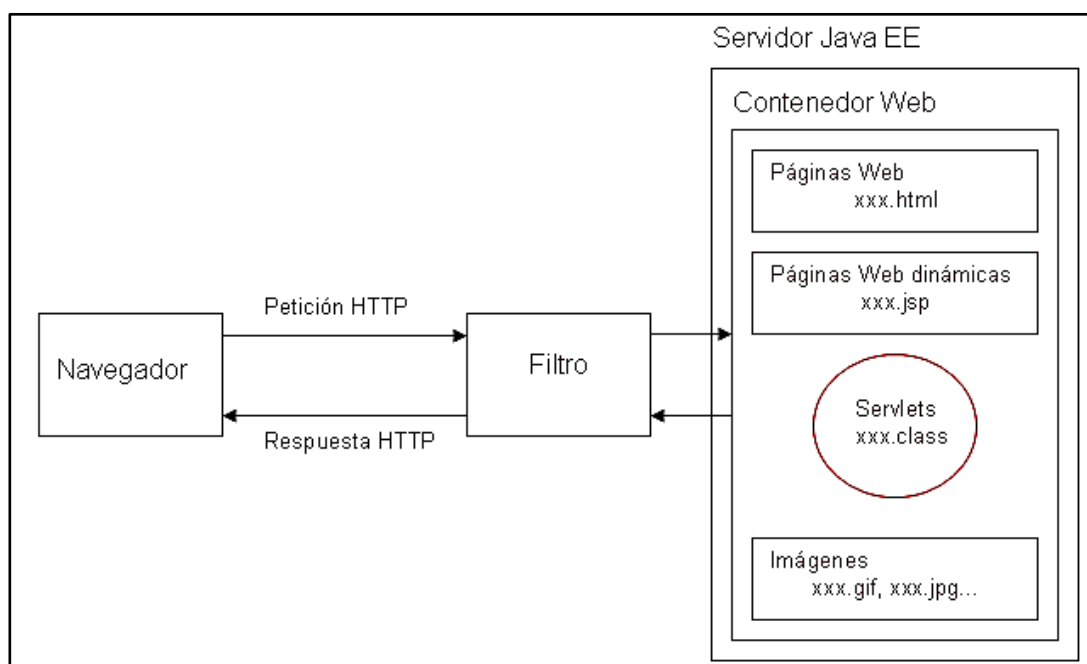 Servidor Java EE
Contenedor Web
Páginas Web
xxx.html
Páginas Web dinámicas
xxx.jsp
Petición HTTP
Navegador
Filtro
Respuesta HTTP
Servlets
xxx.class
Imágenes
xxx.gif, xxx.jpg...